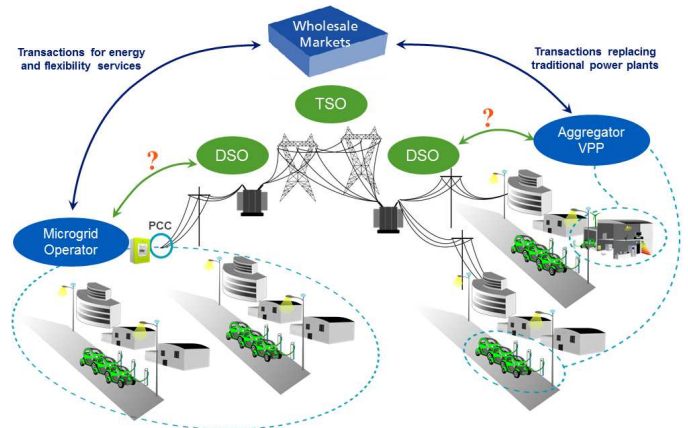 Wholesale
Markets
Transactions for energy
and flexibility services
Transactions replacing
traditional power plants
TSO
?
DSO
DSO
?
Aggregator
VPP
Microgrid
Operator
PCC